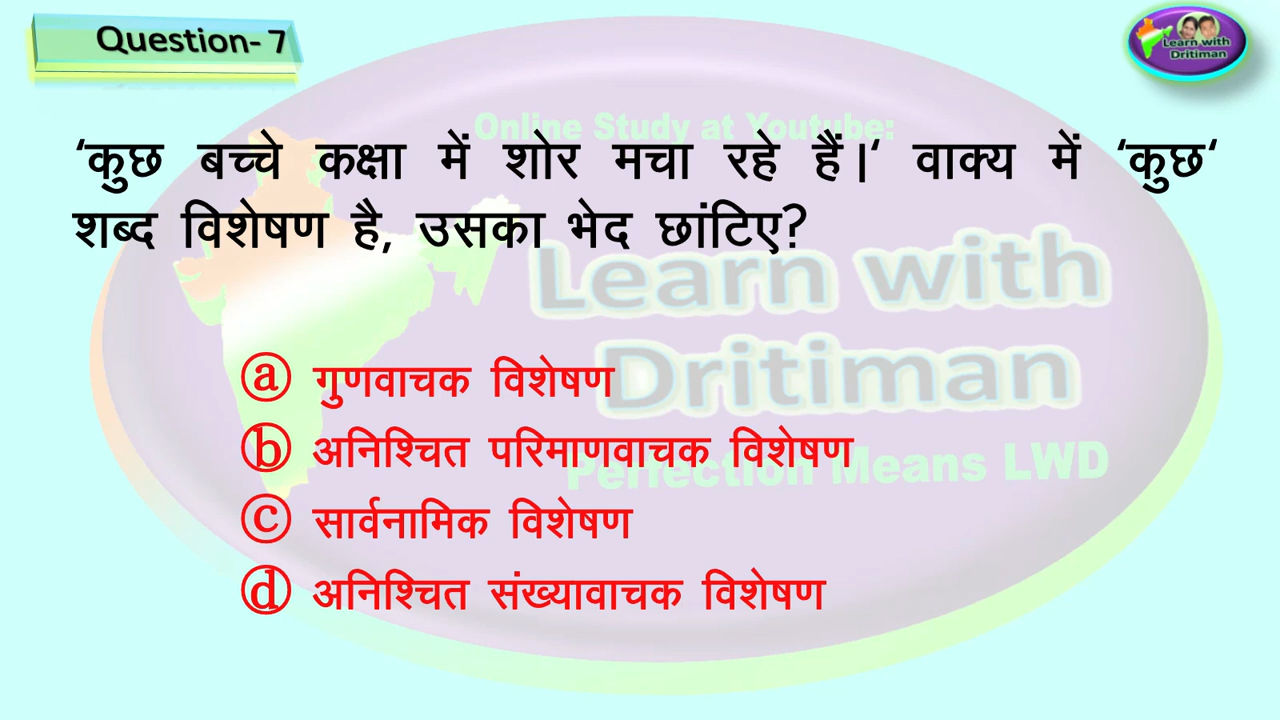 Question- 7
Learn with
Dritiman
Online Study at Youtube:
‘कुछ बच्चे कक्षा में शोर मचा रहे हैं।‘ वाक्य में ‘कुछ‘
शब्द विशेषण है, उसका भेद छांटिए?
Learn with
Dritiman
Perfection Means LWD
ⓐ गुणवाचक विशेषण
ⓑ अनिश्चित परिमाणवाचक विशेषण
ⓒ सार्वनामिक विशेषण
ⓓ अनिश्चित संख्यावाचक विशेषण